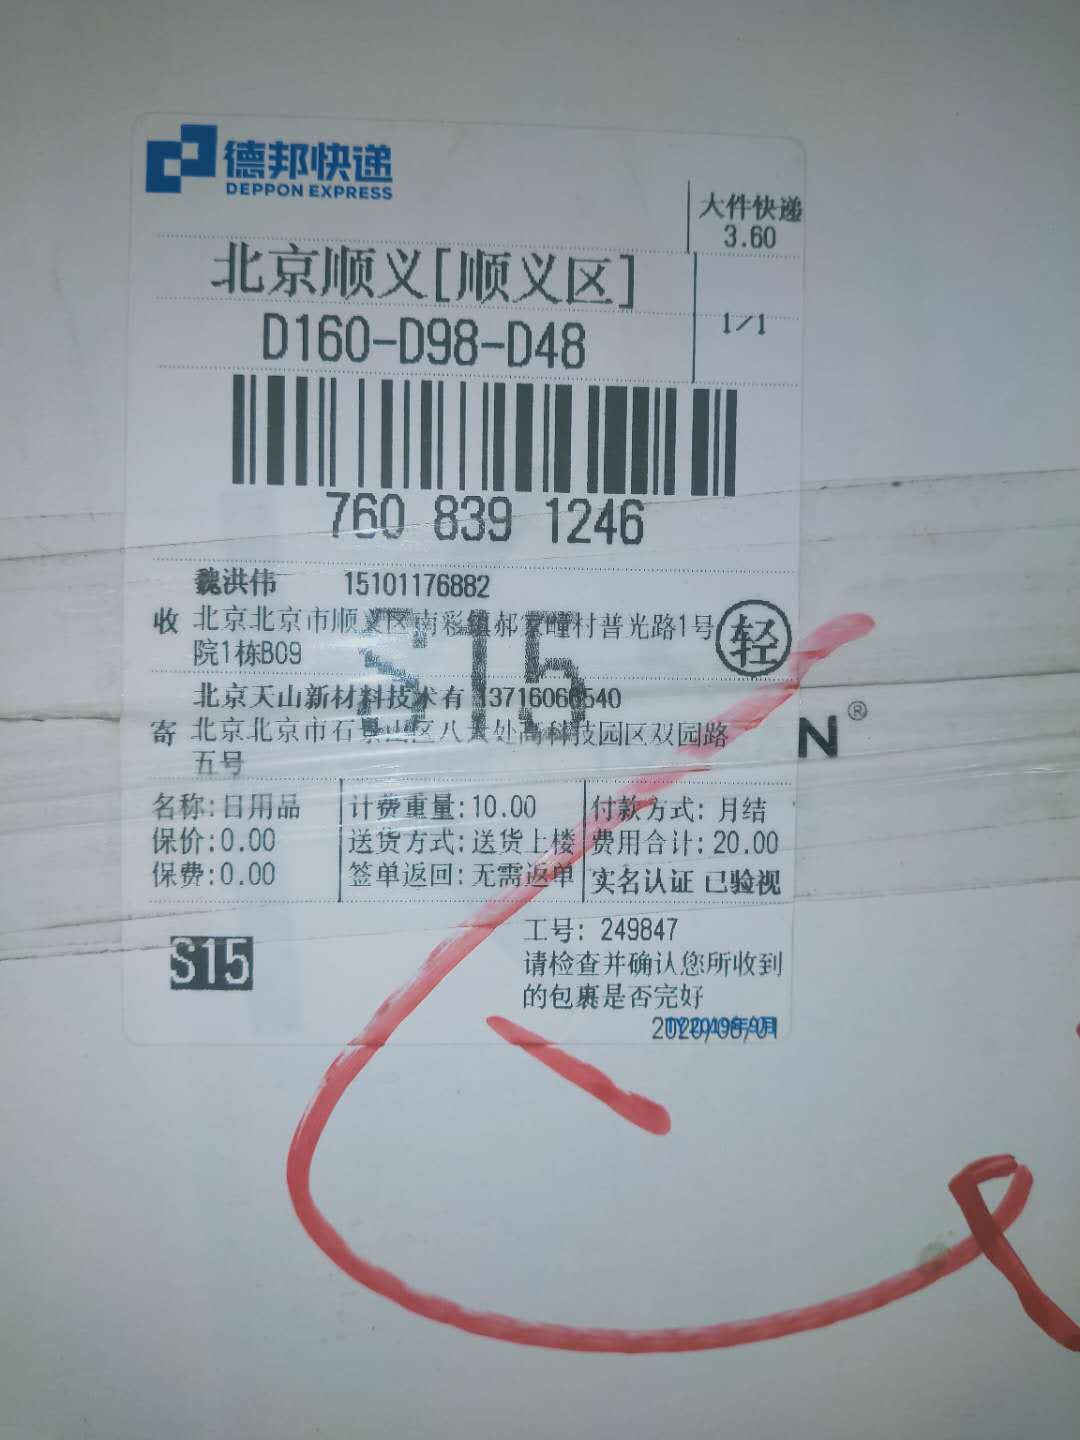 德邦快递
DEPPON EXPRESS
大件快递
3.60
北京顺义[顺义区]
D160-D98-D48
1/1
760 839 1246
魏洪伟 15101176882
收 北京北京市顺义区南彩镇郝家疃村普光路1号
院1栋B09
轻
S15
北京天山新材料技术有 13716066540
寄 北京北京市石景山区八大处高科技园区双园路
五号
N®
名称:日用品 计费重量:10.00 付款方式:月结
保价:0.00 送货方式:送货上楼 费用合计:20.00
保费:0.00 签单返回:无需返单 实名认证 已验视
S15
工号: 249847
请检查并确认您所收到
的包裹是否完好
2020/08/01